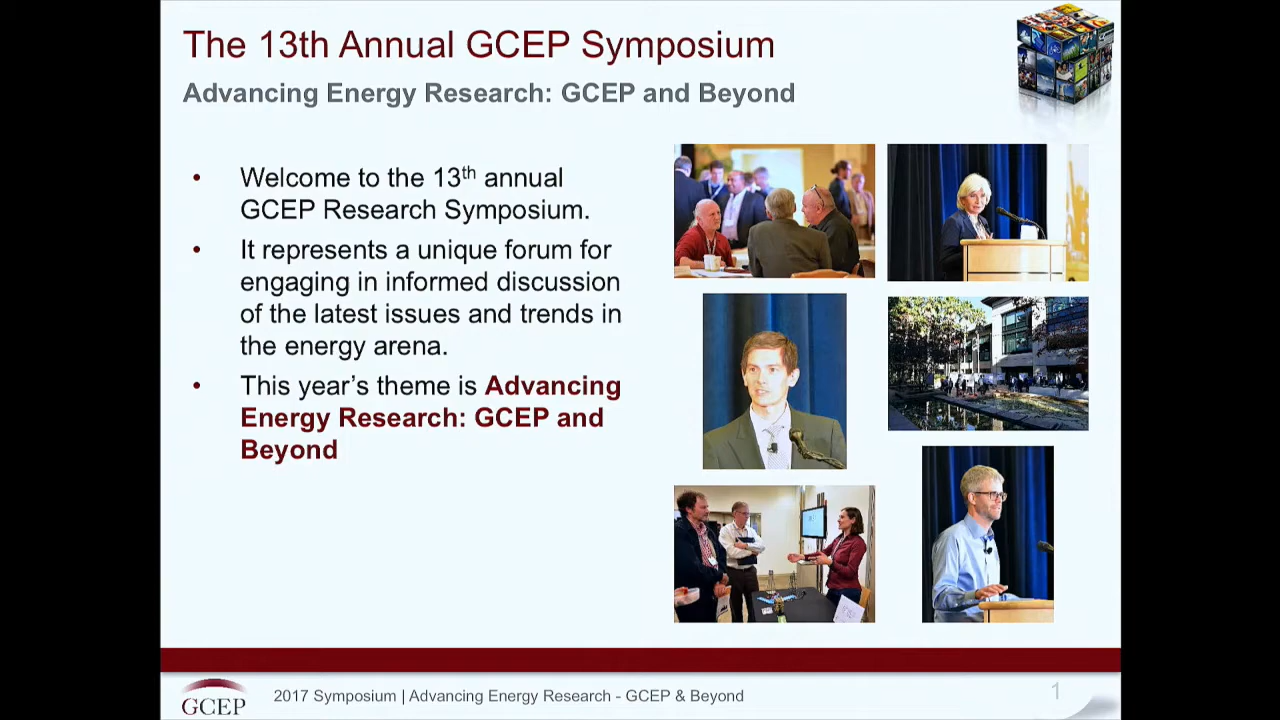 The 13th Annual GCEP Symposium
Advancing Energy Research: GCEP and Beyond
• Welcome to the 13th annual
GCEP Research Symposium.
• It represents a unique forum for
engaging in informed discussion
of the latest issues and trends in
the energy arena.
• This year’s theme is Advancing
Energy Research: GCEP and
Beyond
GCEP
2017 Symposium | Advancing Energy Research - GCEP & Beyond
1